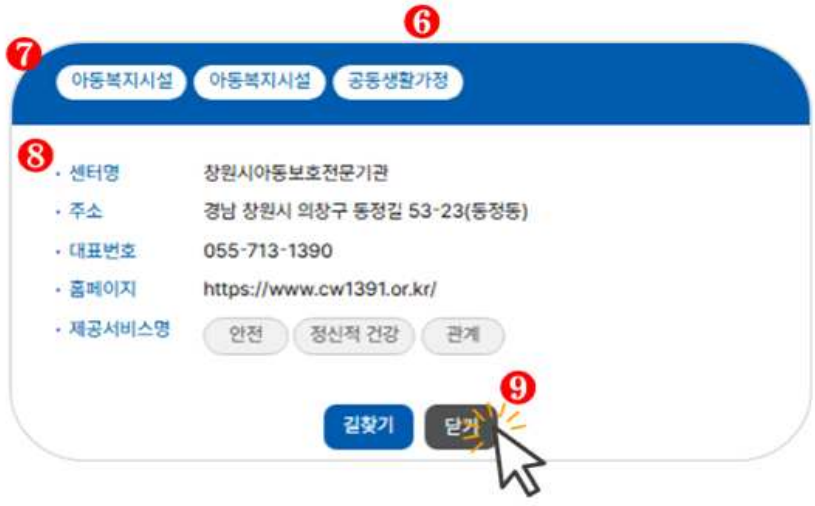 ❻
❼
아동복지시설 아동복지시설 공동생활가정
❽
· 센터명 창원시아동보호전문기관
· 주소 경남 창원시 의창구 동정길 53-23(동정동)
· 대표번호 055-713-1390
· 홈페이지 https://www.cw1391.or.kr/
· 제공서비스명 안전 정신적 건강 관계
❾
길찾기 닫기